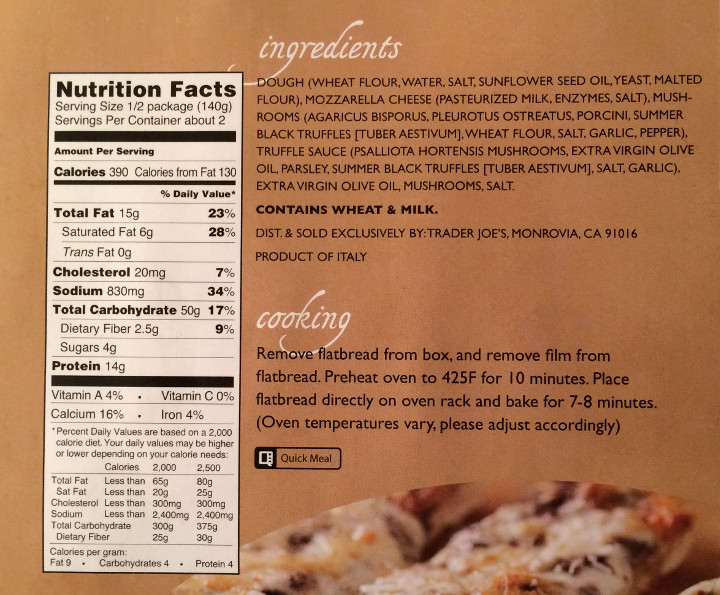 Nutrition Facts
Serving Size 1/2 package (140g)
Servings Per Container about 2
Amount Per Serving
Calories 390 Calories from Fat 130
% Daily Value*
Total Fat 15g 23%
Saturated Fat 6g 28%
Trans Fat 0g
Cholesterol 20mg 7%
Sodium 830mg 34%
Total Carbohydrate 50g 17%
Dietary Fiber 2.5g 9%
Sugars 4g
Protein 14g
Vitamin A 4% • Vitamin C 0%
Calcium 16% • Iron 4%
*Percent Daily Values are based on a 2,000
calorie diet. Your daily values may be higher
or lower depending on your calorie needs:
Calories 2,000 2,500
Total Fat Less than 65g 80g
Sat Fat Less than 20g 25g
Cholesterol Less than 300mg 300mg
Sodium Less than 2,400mg 2,400mg
Total Carbohydrate 300g 375g
Dietary Fiber 25g 30g
Calories per gram:
Fat 9 • Carbohydrates 4 • Protein 4
ingredients
DOUGH (WHEAT FLOUR, WATER, SALT, SUNFLOWER SEED OIL, YEAST, MALTED
FLOUR), MOZZARELLA CHEESE (PASTEURIZED MILK, ENZYMES, SALT), MUSH-
ROOMS (AGARICUS BISPORUS, PLEUROTUS OSTREATUS, PORCINI, SUMMER
BLACK TRUFFLES [TUBER AESTIVUM], WHEAT FLOUR, SALT, GARLIC, PEPPER),
TRUFFLE SAUCE (PSALLIOTA HORTENSIS MUSHROOMS, EXTRA VIRGIN OLIVE
OIL, PARSLEY, SUMMER BLACK TRUFFLES [TUBER AESTIVUM], SALT, GARLIC),
EXTRA VIRGIN OLIVE OIL, MUSHROOMS, SALT.
CONTAINS WHEAT & MILK.
DIST. & SOLD EXCLUSIVELY BY: TRADER JOE'S, MONROVIA, CA 91016
PRODUCT OF ITALY
cooking
Remove flatbread from box, and remove film from
flatbread. Preheat oven to 425F for 10 minutes. Place
flatbread directly on oven rack and bake for 7-8 minutes.
(Oven temperatures vary, please adjust accordingly)
Quick Meal